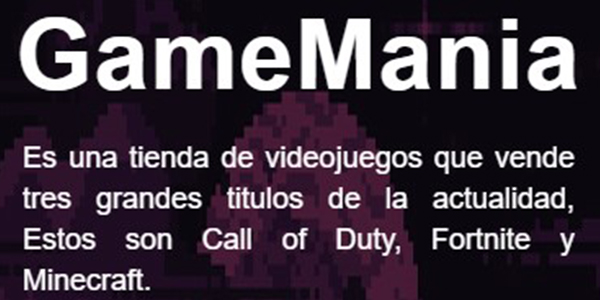 GameMania
Es una tienda de videojuegos que vende
tres grandes titulos de la actualidad,
Estos son Call of Duty, Fortnite y
Minecraft.